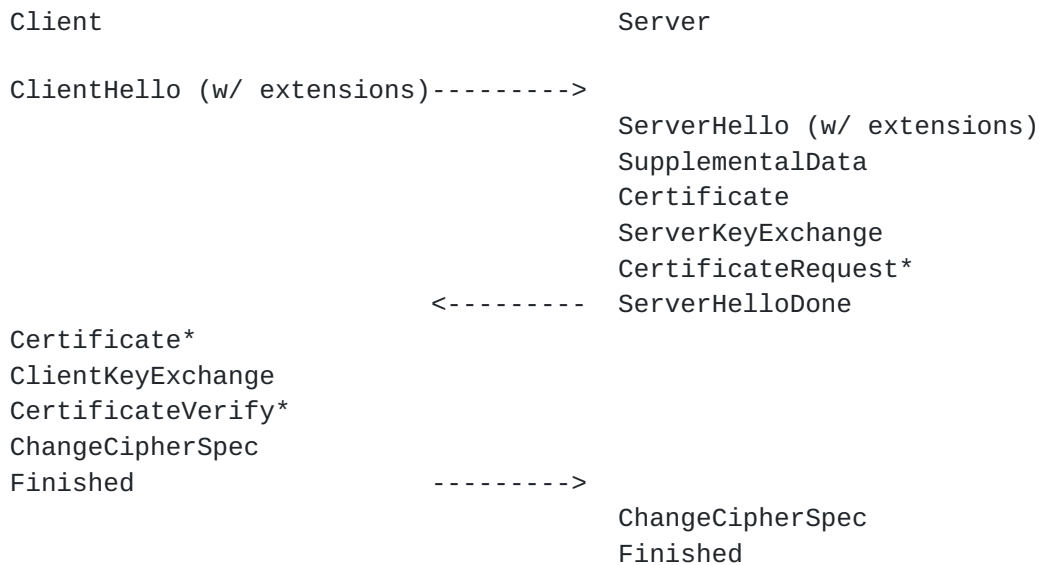 Client                                Server

ClientHello (w/ extensions)--------->
                                      ServerHello (w/ extensions)
                                      SupplementalData
                                      Certificate
                                      ServerKeyExchange
                                      CertificateRequest*
                          <---------  ServerHelloDone
Certificate*
ClientKeyExchange
CertificateVerify*
ChangeCipherSpec
Finished                  --------->
                                      ChangeCipherSpec
                                      Finished